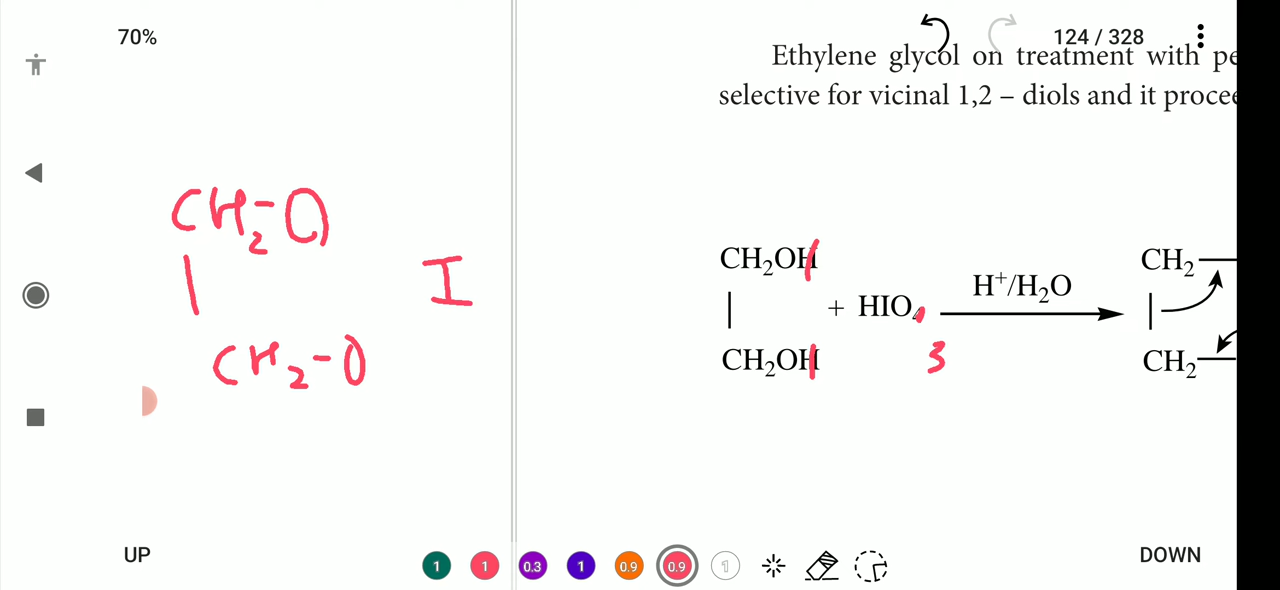 70%
124 / 328
Ethylene glycol on treatment with pe
selective for vicinal 1,2 – diols and it procee
CH2-O
I
CH2-O
CH2OH
|
CH2OH
+ HIO4
3
H+/H2O
CH2
|
CH2
UP
1 1 0.3 1 0.9 0.9 1
DOWN